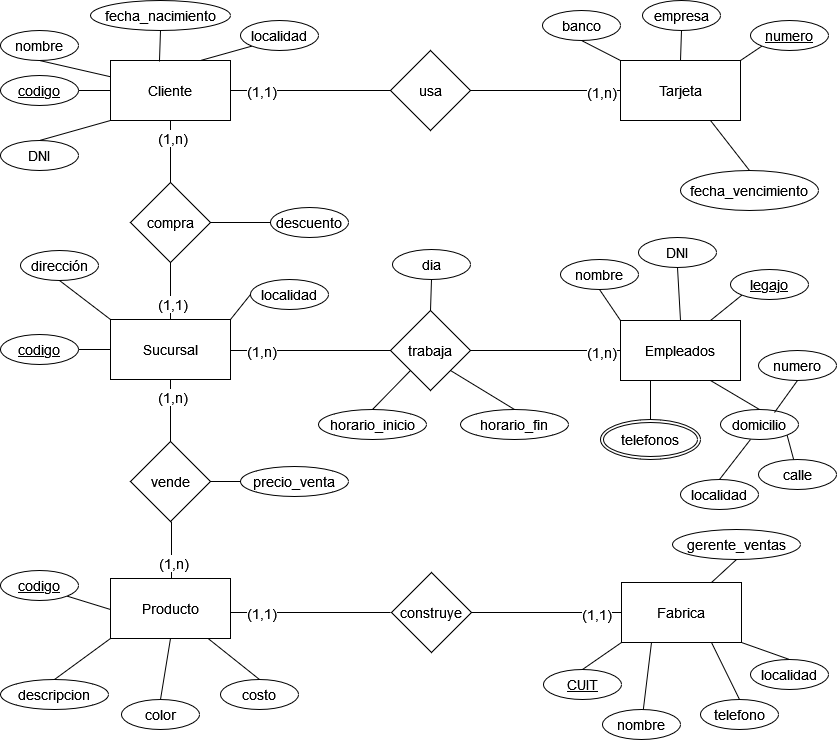 fecha_nacimiento
empresa
banco
nombre
localidad
numero
codigo
Cliente
(1,1)
usa
(1,n)
Tarjeta
(1,n)
DNI
fecha_vencimiento
compra
descuento
dirección
DNI
dia
nombre
localidad
legajo
(1,1)
codigo
Sucursal
(1,n)
trabaja
(1,n)
Empleados
numero
(1,n)
horario_inicio
horario_fin
domicilio
telefonos
calle
vende
precio_venta
localidad
gerente_ventas
(1,n)
codigo
Producto
(1,1)
construye
(1,1)
Fabrica
localidad
CUIT
descripcion
costo
color
telefono
nombre